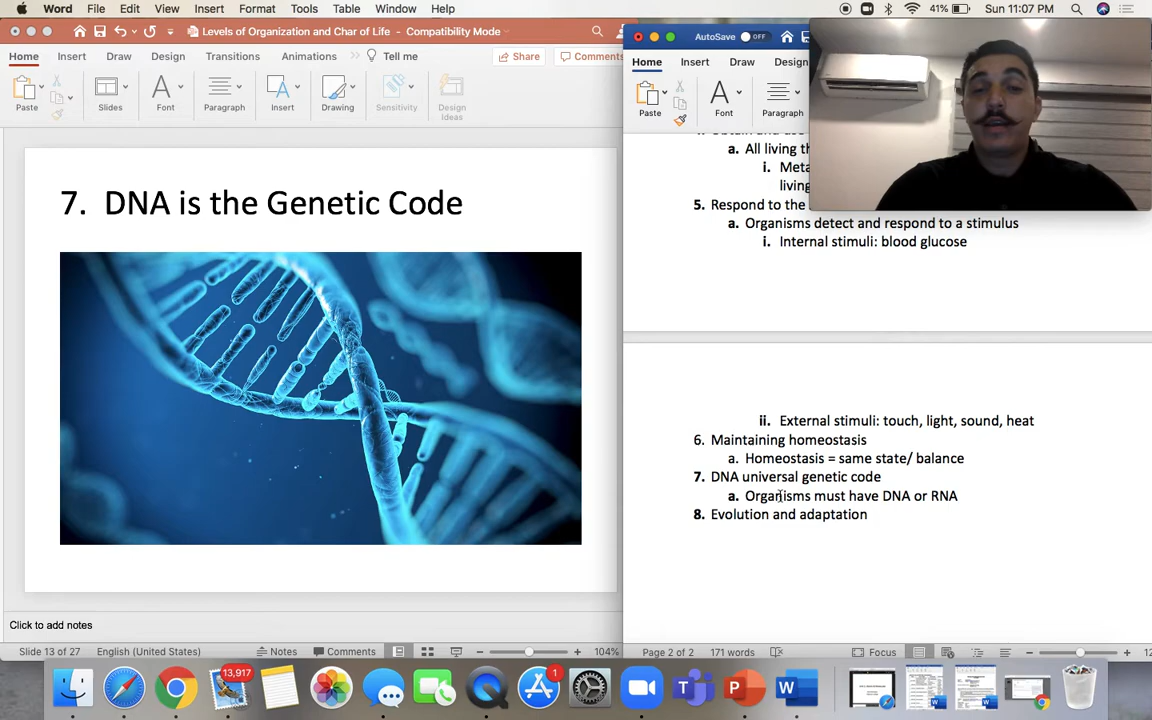 Word File Edit View Insert Format Tools Table Window Help 41% Sun 11:07 PM
Levels of Organization and Char of Life - Compatibility Mode
AutoSave OFF
Home Insert Draw Design Transitions Animations Tell me Share Comments
Home Insert Draw Design
Paste Slides Font Paragraph Insert Drawing Sensitivity Design Ideas
Paste Font Paragraph
7. DNA is the Genetic Code
a. All living
i.
living
5. Respond to the
a. Organisms detect and respond to a stimulus
i. Internal stimuli: blood glucose
ii. External stimuli: touch, light, sound, heat
6. Maintaining homeostasis
a. Homeostasis = same state/ balance
7. DNA universal genetic code
a. Organisms must have DNA or RNA
8. Evolution and adaptation
Click to add notes
Slide 13 of 27 English (United States) Notes Comments 104%
Page 2 of 2 171 words Focus
13,917
1